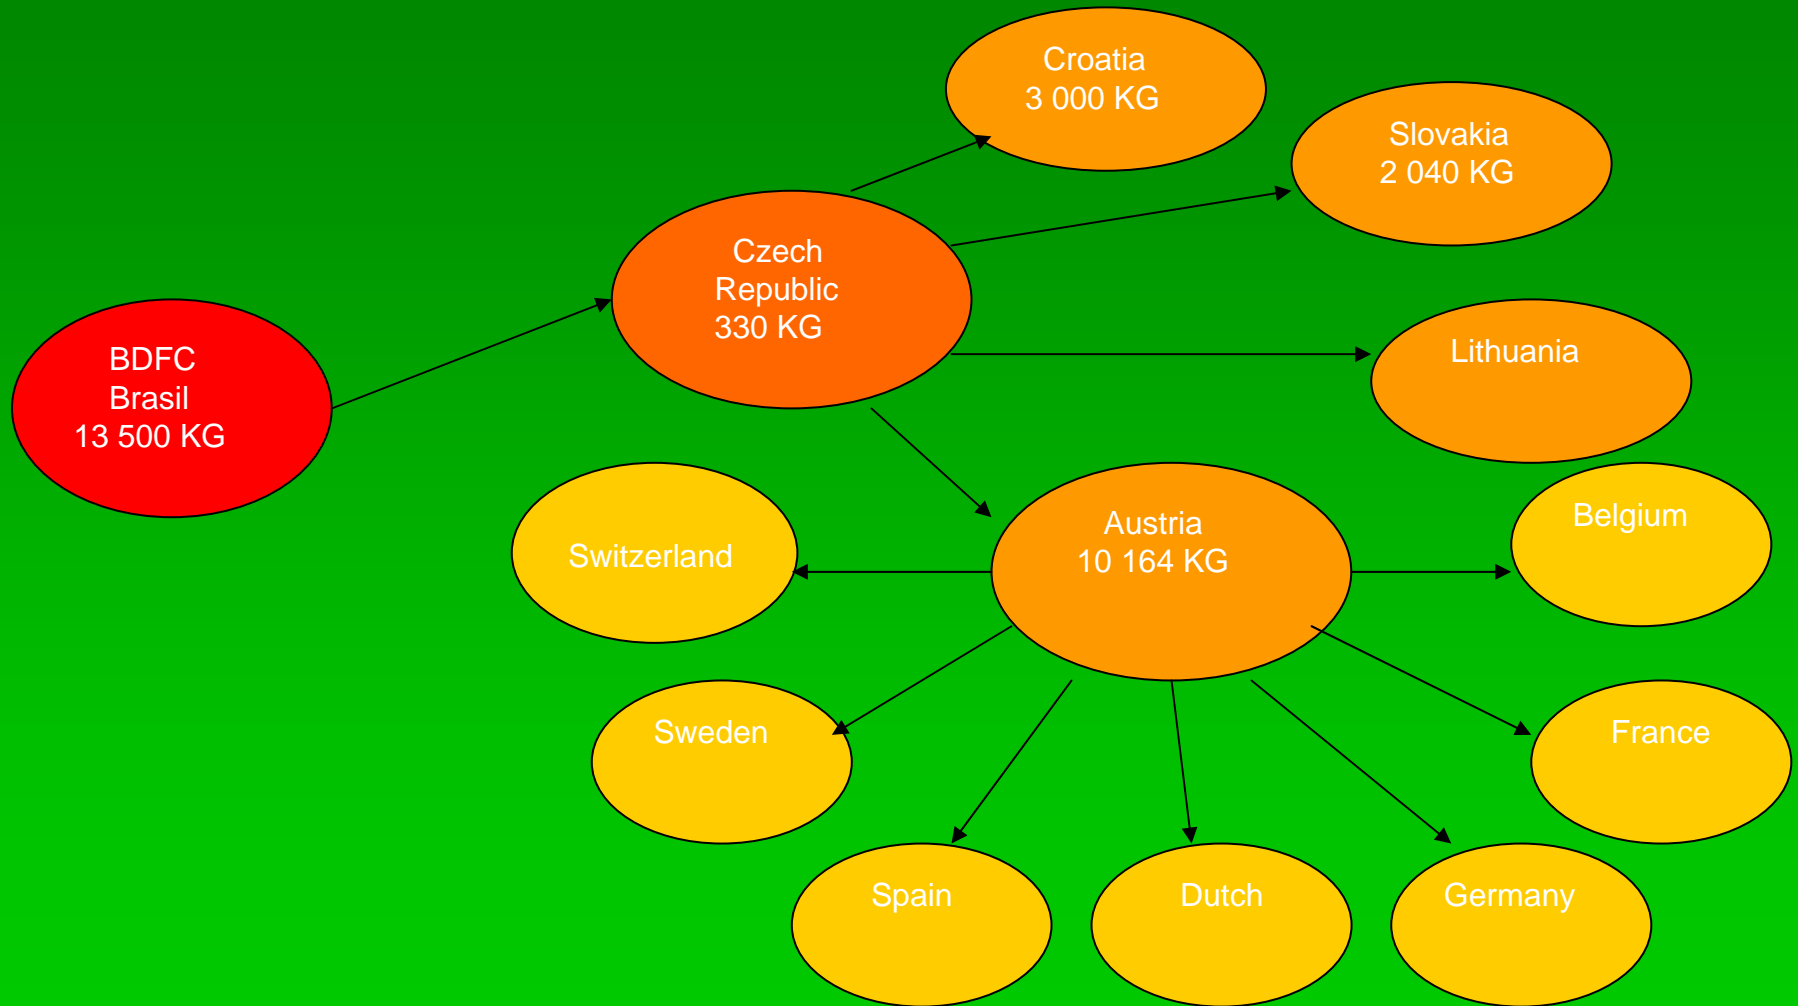 Croatia
3 000 KG
Slovakia
2 040 KG
Czech
Republic
330 KG
Lithuania
BDFC
Brasil
13 500 KG
Switzerland
Austria
10 164 KG
Belgium
Sweden
France
Spain
Dutch
Germany